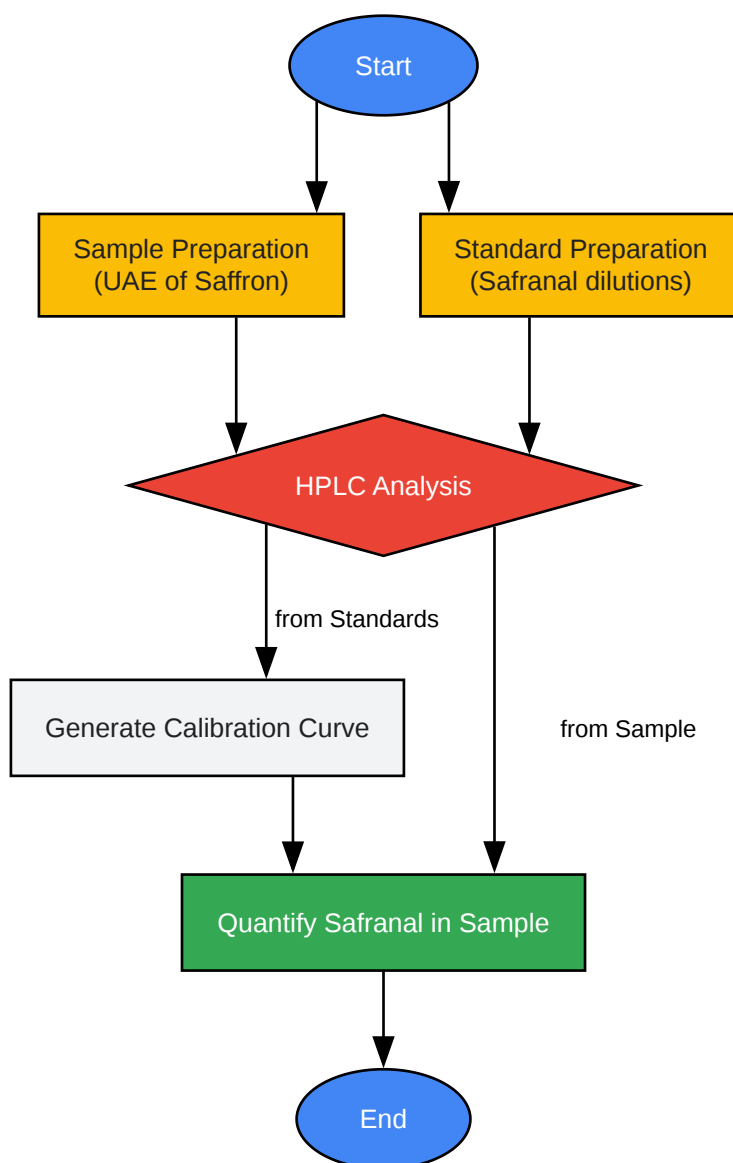 Start
Sample Preparation
(UAE of Saffron)
Standard Preparation
(Safranal dilutions)
HPLC Analysis
from Standards
Generate Calibration Curve
from Sample
Quantify Safranal in Sample
End